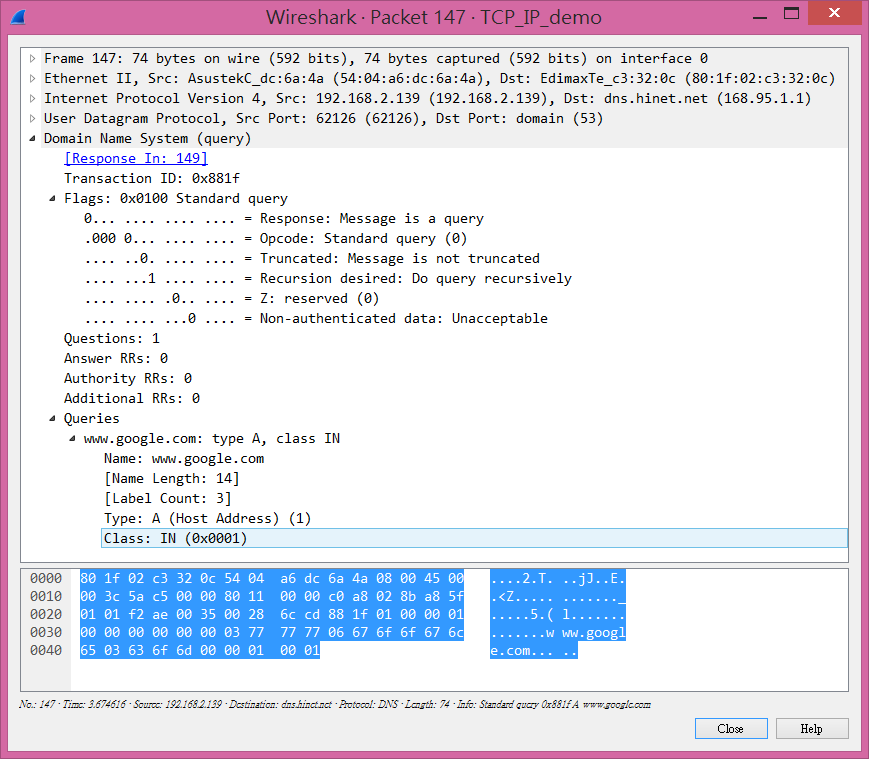 Wireshark · Packet 147 · TCP_IP_demo
Frame 147: 74 bytes on wire (592 bits), 74 bytes captured (592 bits) on interface 0
Ethernet II, Src: AsustekC_dc:6a:4a (54:04:a6:dc:6a:4a), Dst: EdimaxTe_c3:32:0c (80:1f:02:c3:32:0c)
Internet Protocol Version 4, Src: 192.168.2.139 (192.168.2.139), Dst: dns.hinet.net (168.95.1.1)
User Datagram Protocol, Src Port: 62126 (62126), Dst Port: domain (53)
Domain Name System (query)
[Response In: 149]
Transaction ID: 0x881f
Flags: 0x0100 Standard query
0... .... .... .... = Response: Message is a query
.000 0... .... .... = Opcode: Standard query (0)
.... ..0. .... .... = Truncated: Message is not truncated
.... ...1 .... .... = Recursion desired: Do query recursively
.... .... .0.. .... = Z: reserved (0)
.... .... ...0 .... = Non-authenticated data: Unacceptable
Questions: 1
Answer RRs: 0
Authority RRs: 0
Additional RRs: 0
Queries
www.google.com: type A, class IN
Name: www.google.com
[Name Length: 14]
[Label Count: 3]
Type: A (Host Address) (1)
Class: IN (0x0001)
0000 80 1f 02 c3 32 0c 54 04 a6 dc 6a 4a 08 00 45 00 ....2.T. ..jJ..E.
0010 00 3c 5a c5 00 00 80 11 00 00 c0 a8 02 8b a8 5f .<Z..... ......._
0020 01 01 f2 ae 00 35 00 28 6c cd 88 1f 01 00 00 01 .....5.( l.......
0030 00 00 00 00 00 00 03 77 77 77 06 67 6f 6f 67 6c .......w ww.googl
0040 65 03 63 6f 6d 00 00 01 00 01 e.com... ..
No.: 147 · Time: 3.674616 · Source: 192.168.2.139 · Destination: dns.hinet.net · Protocol: DNS · Length: 74 · Info: Standard query 0x881f A www.google.com
Close Help